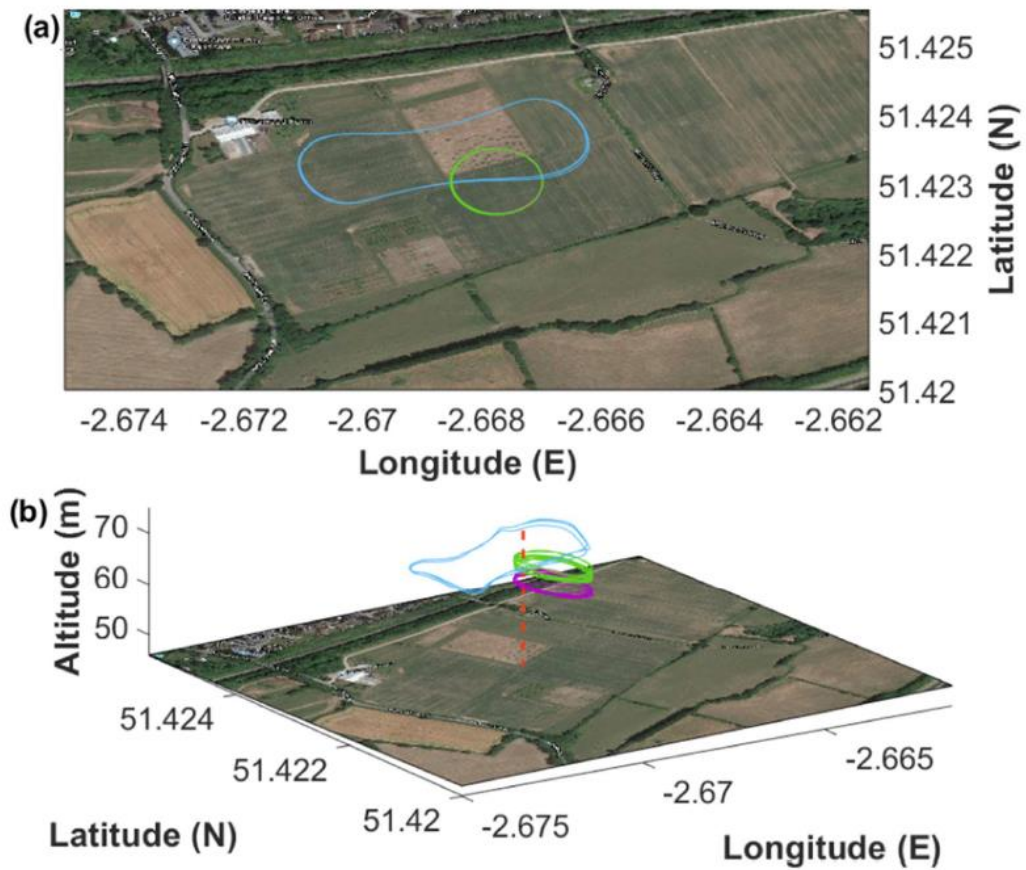 (a)
51.425
51.424
51.423
51.422
51.421
51.42
Latitude (N)
-2.674 -2.672 -2.67 -2.668 -2.666 -2.664 -2.662
Longitude (E)
(b)
70
60
50
Altitude (m)
51.424
51.422
51.42
-2.675
-2.67
-2.665
Latitude (N)
Longitude (E)